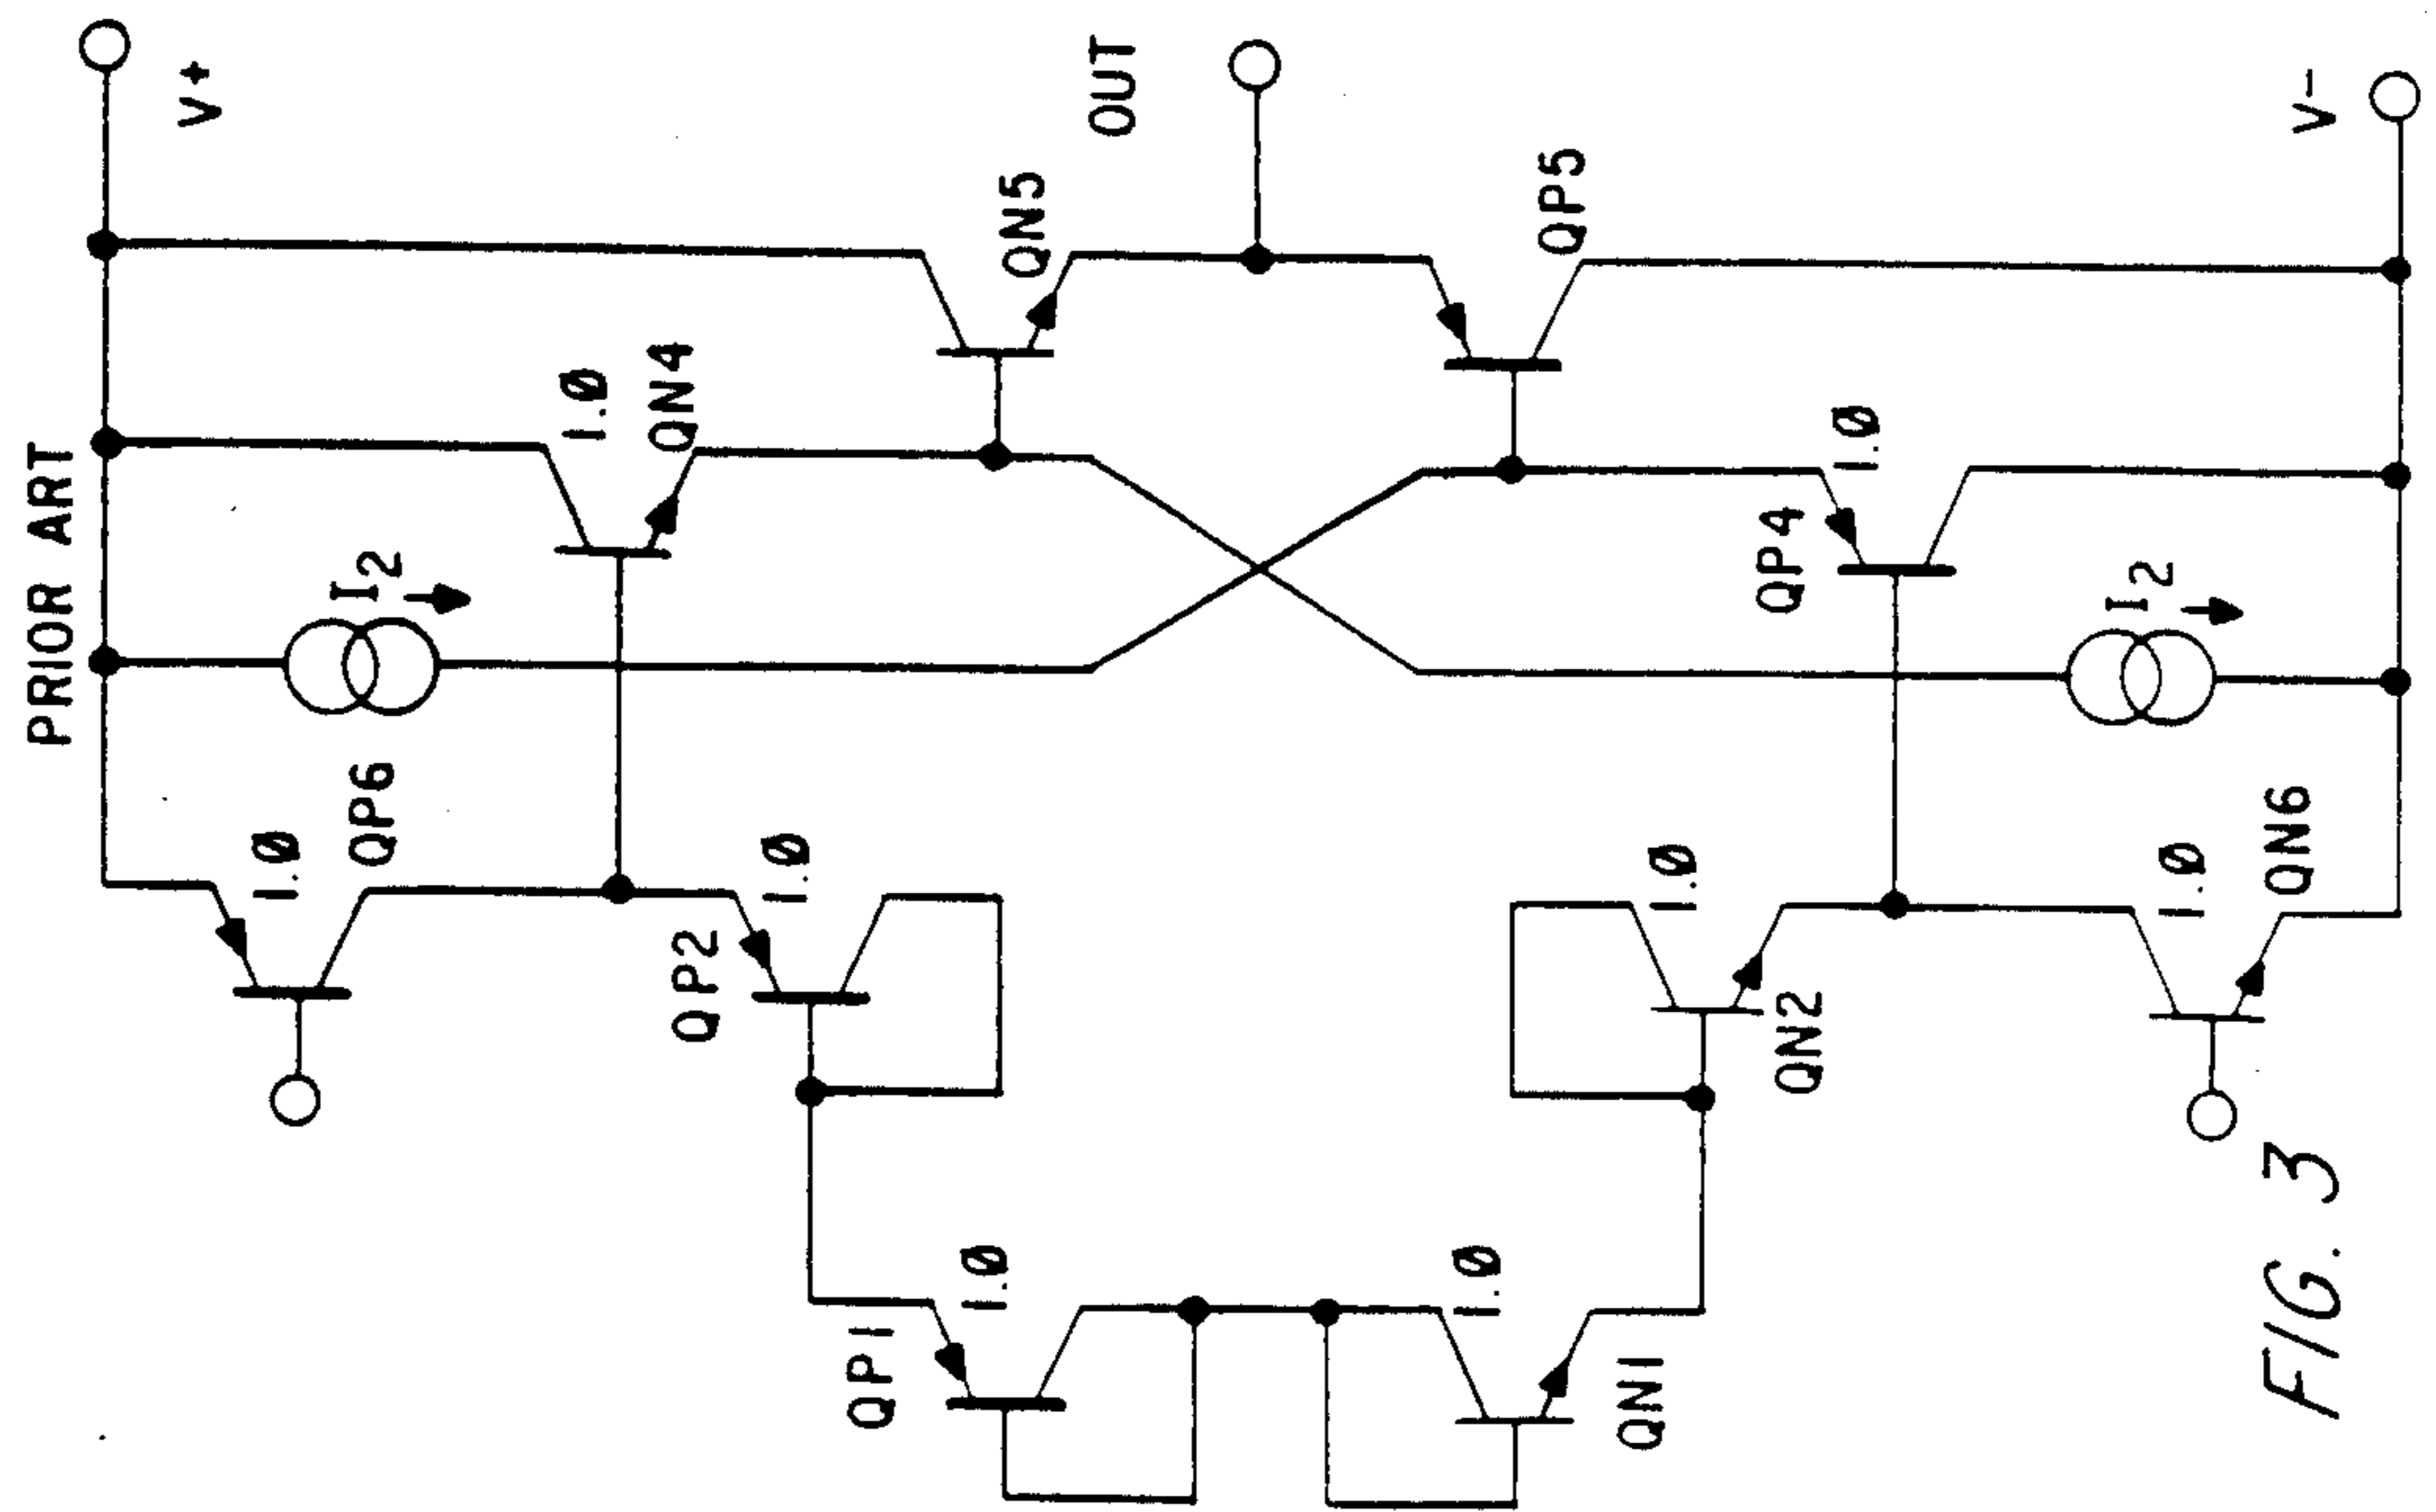 PRIOR ART
V+
I2
1.0
QP6
1.0
QN4
QP2
1.0
QN5
OUT
QP1
1.0
1.0
QN1
1.0
QN2
QP5
QP4
1.0
I2
1.0
QN6
V-
FIG. 3